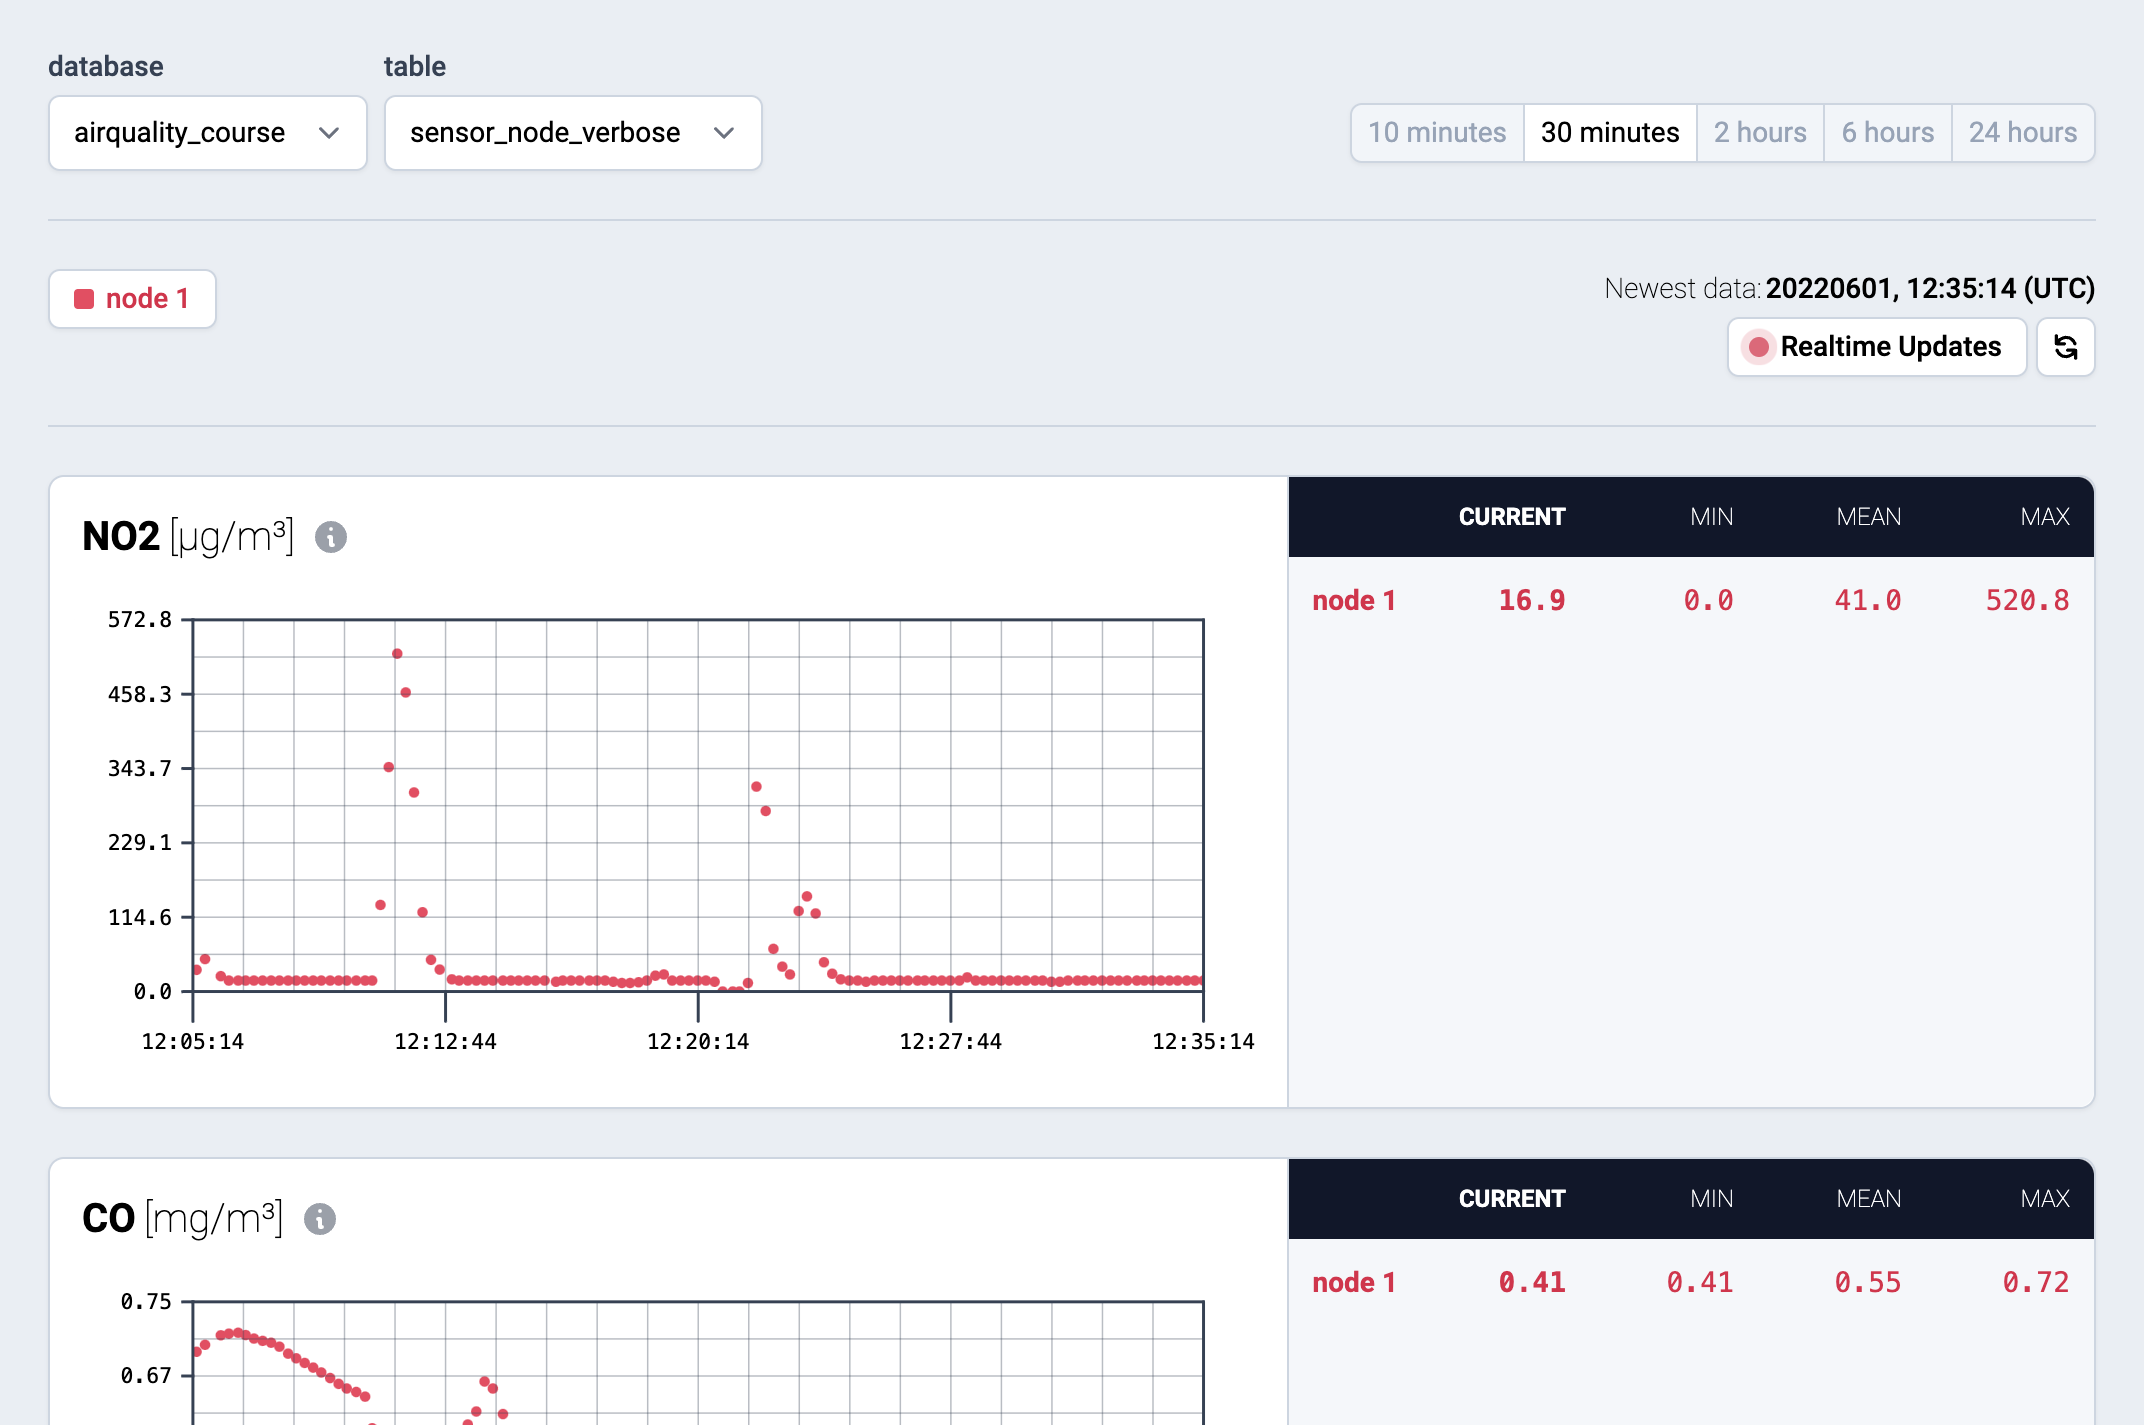 database table
airquality_course sensor_node_verbose 10 minutes 30 minutes 2 hours 6 hours 24 hours
node 1 Newest data: 20220601, 12:35:14 (UTC)
Realtime Updates
NO2 [µg/m³] CURRENT MIN MEAN MAX
node 1 16.9 0.0 41.0 520.8
572.8
458.3
343.7
229.1
114.6
0.0
12:05:14 12:12:44 12:20:14 12:27:44 12:35:14
CO [mg/m³] CURRENT MIN MEAN MAX
node 1 0.41 0.41 0.55 0.72
0.75
0.67